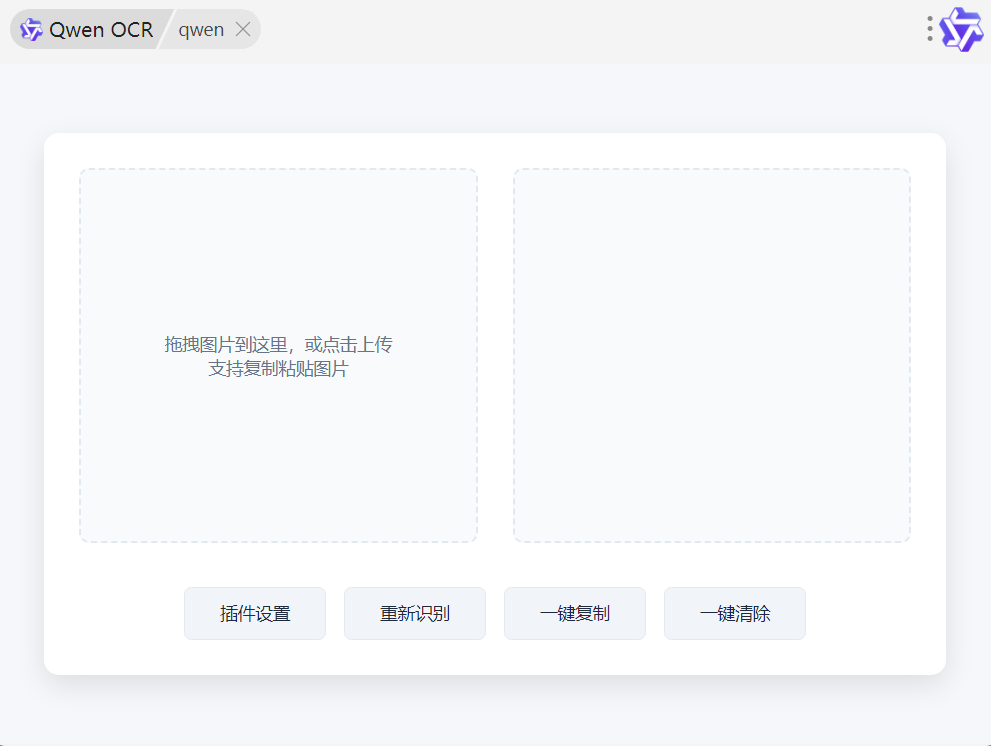 Qwen OCR
qwen
拖拽图片到这里，或点击上传
支持复制粘贴图片
插件设置
重新识别
一键复制
一键清除